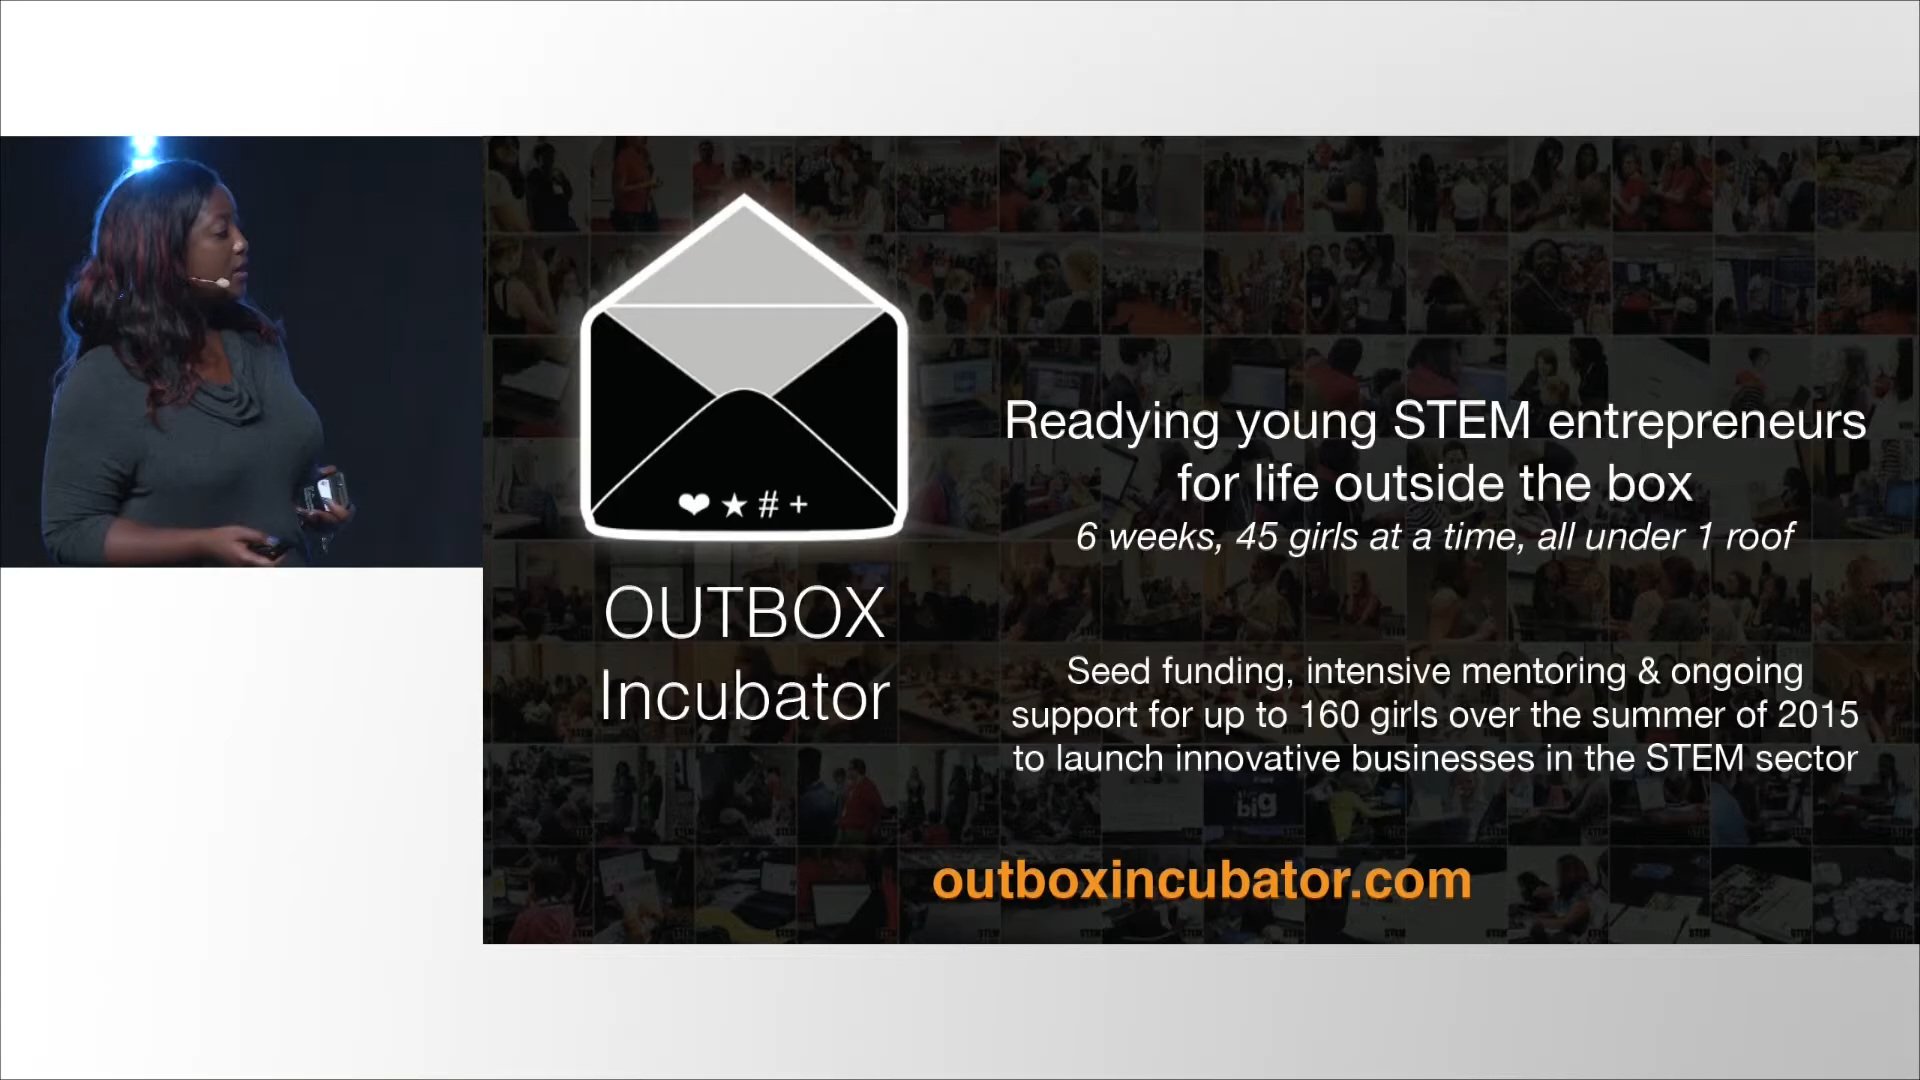 ❤ ★ # +
OUTBOX
Incubator
Readying young STEM entrepreneurs
for life outside the box
6 weeks, 45 girls at a time, all under 1 roof
Seed funding, intensive mentoring & ongoing
support for up to 160 girls over the summer of 2015
to launch innovative businesses in the STEM sector
big
outboxincubator.com